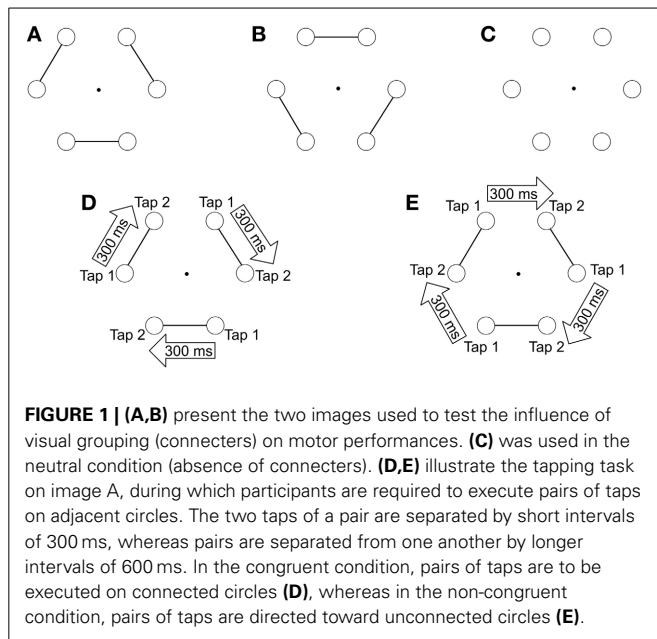 A
B
C
D
Tap 2
Tap 1
300 ms
300 ms
Tap 1
Tap 2
Tap 2
Tap 1
300 ms
E
300 ms
Tap 1
Tap 2
Tap 2
Tap 1
300 ms
300 ms
Tap 1
Tap 2
FIGURE 1 | (A,B) present the two images used to test the influence of
visual grouping (connecters) on motor performances. (C) was used in the
neutral condition (absence of connecters). (D,E) illustrate the tapping task
on image A, during which participants are required to execute pairs of taps
on adjacent circles. The two taps of a pair are separated by short intervals
of 300 ms, whereas pairs are separated from one another by longer
intervals of 600 ms. In the congruent condition, pairs of taps are to be
executed on connected circles (D), whereas in the non-congruent
condition, pairs of taps are directed toward unconnected circles (E).